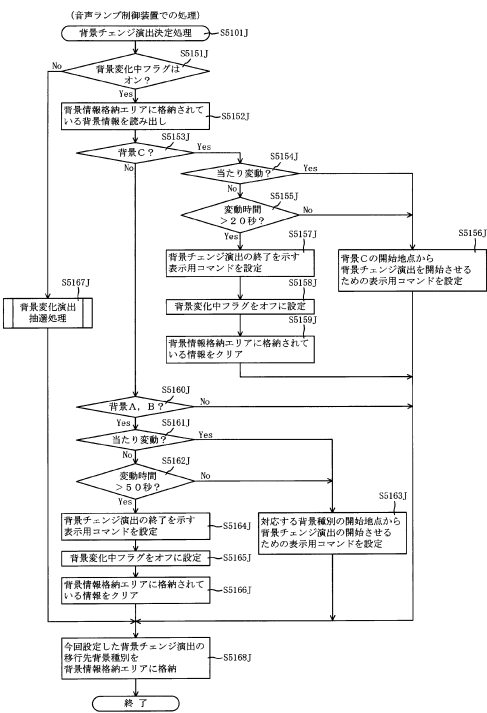 (音声ランプ制御装置での処理)
背景チェンジ演出決定処理
S5101J
S5151J
背景変化中フラグは
オン?
No
Yes
背景情報格納エリアに格納されて
いる背景情報を読み出し
S5152J
S5153J
背景C?
Yes
No
S5154J
当たり変動?
Yes
No
S5155J
変動時間
>20秒?
No
Yes
S5156J
背景Cの開始地点から
背景チェンジ演出を開始させる
ための表示用コマンドを設定
S5157J
背景チェンジ演出の終了を示す
表示用コマンドを設定
S5158J
背景変化中フラグをオフに設定
S5159J
背景情報格納エリアに格納されて
いる情報をクリア
S5167J
背景変化演出
抽選処理
S5160J
背景A,B?
No
Yes
S5161J
当たり変動?
Yes
No
S5162J
変動時間
>50秒?
No
Yes
S5163J
対応する背景種別の開始地点から
背景チェンジ演出の開始させる
ための表示用コマンドを設定
背景チェンジ演出の終了を示す
表示用コマンドを設定
S5164J
背景変化中フラグをオフに設定
S5165J
背景情報格納エリアに格納されて
いる情報をクリア
S5166J
今回設定した背景チェンジ演出の
移行先背景種別を
背景情報格納エリアに格納
S5168J
終了